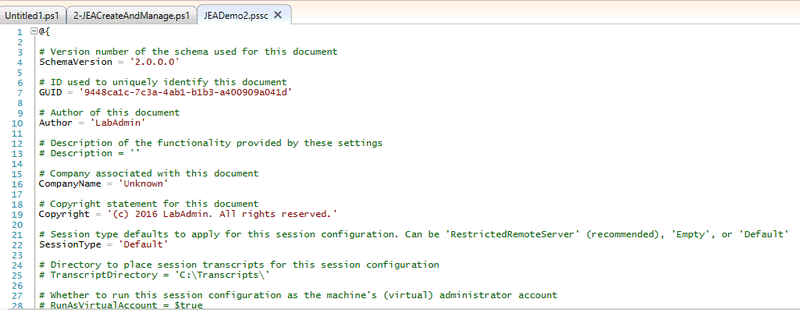 Untitled1.ps1 2-JEACreateAndManage.ps1 JEADemo2.pssc X
1 @{
2
3 # Version number of the schema used for this document
4 SchemaVersion = '2.0.0.0'
5
6 # ID used to uniquely identify this document
7 GUID = '9448ca1c-7c3a-4ab1-b1b3-a400909a041d'
8
9 # Author of this document
10 Author = 'LabAdmin'
11
12 # Description of the functionality provided by these settings
13 # Description = ''
14
15 # Company associated with this document
16 CompanyName = 'Unknown'
17
18 # Copyright statement for this document
19 Copyright = '(c) 2016 LabAdmin. All rights reserved.'
20
21 # Session type defaults to apply for this session configuration. Can be 'RestrictedRemoteServer' (recommended), 'Empty', or 'Default'
22 SessionType = 'Default'
23
24 # Directory to place session transcripts for this session configuration
25 # TranscriptDirectory = 'C:\Transcripts\'
26
27 # Whether to run this session configuration as the machine's (virtual) administrator account
28 # RunAsVirtualAccount = $true